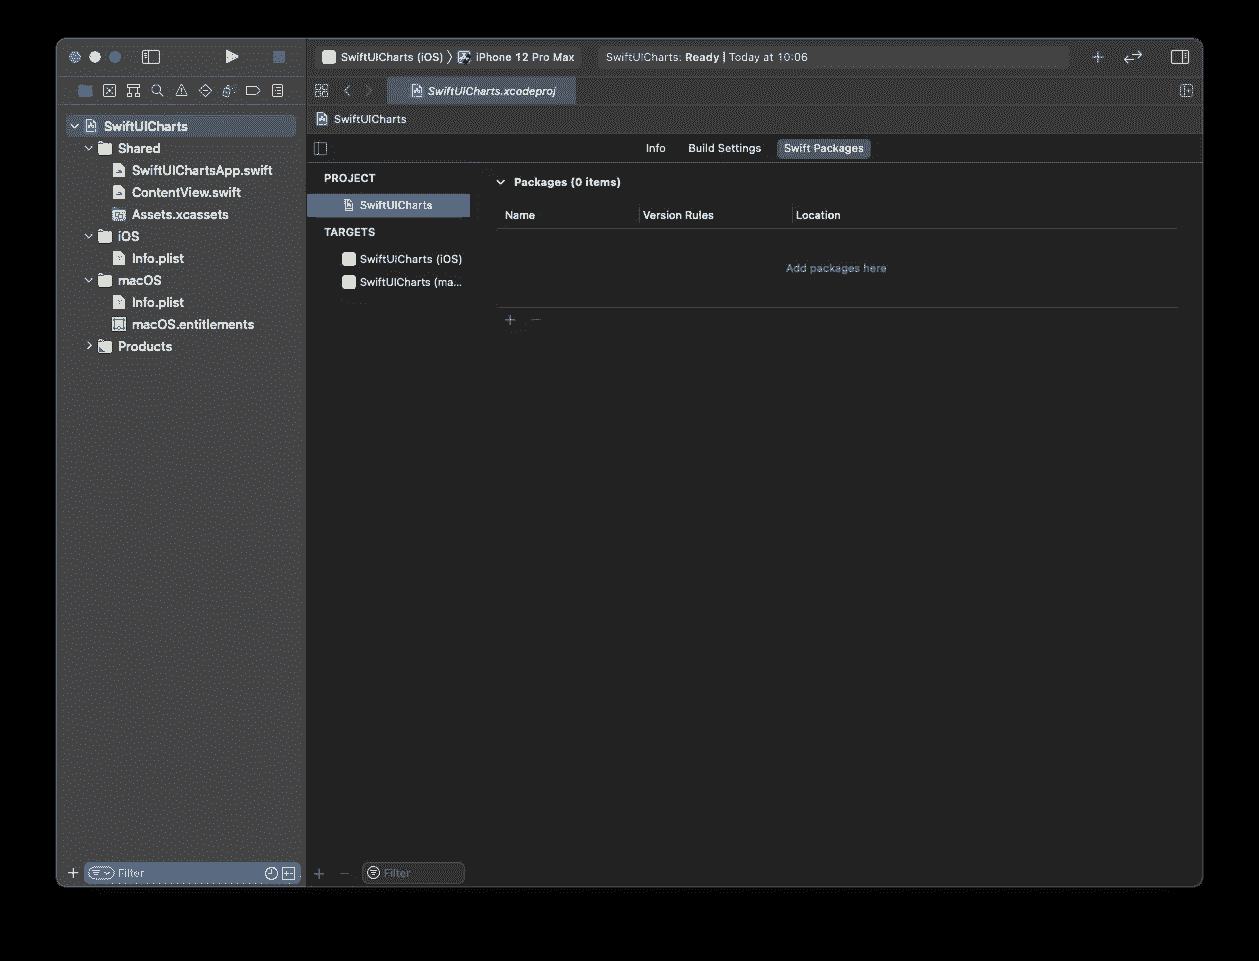 SwiftUICharts (iOS) 〉 iPhone 12 Pro Max
SwiftUICharts: Ready | Today at 10:06
SwiftUICharts.xcodeproj
SwiftUICharts
SwiftUICharts
Shared
SwiftUIChartsApp.swift
ContentView.swift
Assets.xcassets
iOS
Info.plist
macOS
Info.plist
macOS.entitlements
Products
Filter
Info Build Settings Swift Packages
PROJECT
SwiftUICharts
TARGETS
SwiftUICharts (iOS)
SwiftUICharts (ma...
Filter
Packages (0 items)
Name Version Rules Location
Add packages here